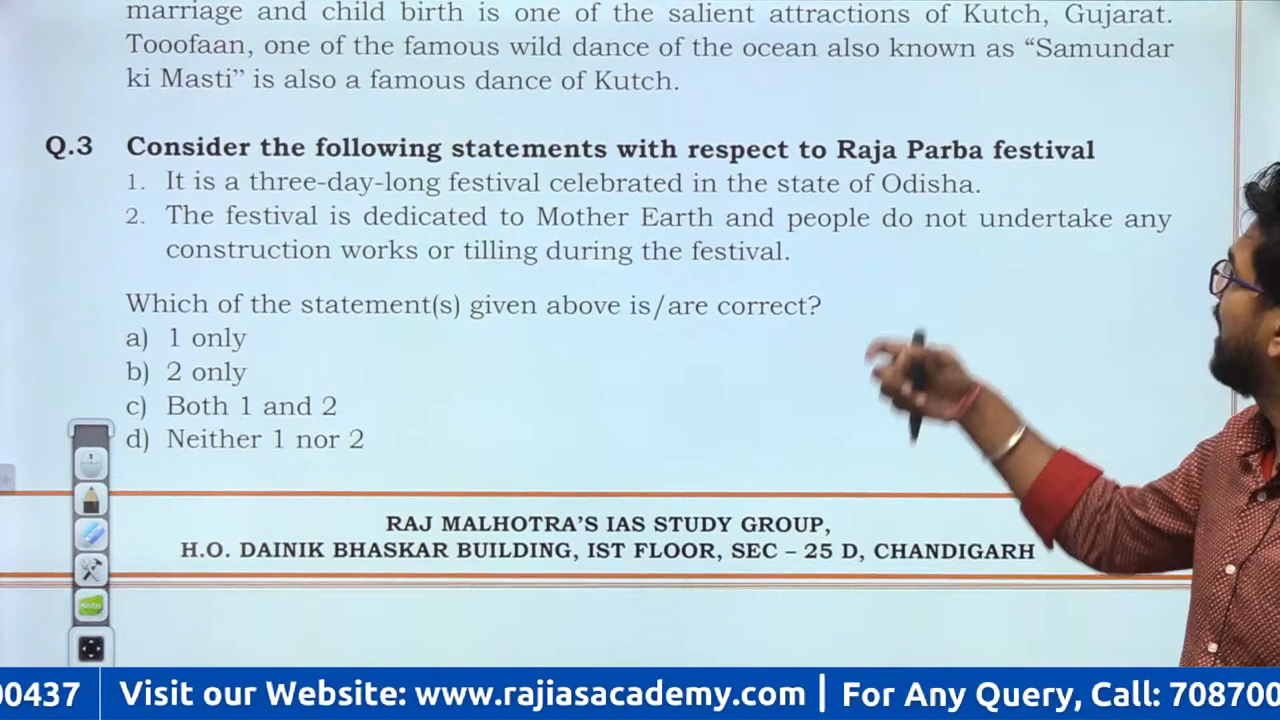 marriage and child birth is one of the salient attractions of Kutch, Gujarat.
Tooofaan, one of the famous wild dance of the ocean also known as “Samundar
ki Masti” is also a famous dance of Kutch.
Q.3 Consider the following statements with respect to Raja Parba festival
1. It is a three-day-long festival celebrated in the state of Odisha.
2. The festival is dedicated to Mother Earth and people do not undertake any
construction works or tilling during the festival.
Which of the statement(s) given above is/are correct?
a) 1 only
b) 2 only
c) Both 1 and 2
d) Neither 1 nor 2
Note
RAJ MALHOTRA’S IAS STUDY GROUP,
H.O. DAINIK BHASKAR BUILDING, IST FLOOR, SEC – 25 D, CHANDIGARH
00437 | Visit our Website: www.rajiasacademy.com | For Any Query, Call: 708700